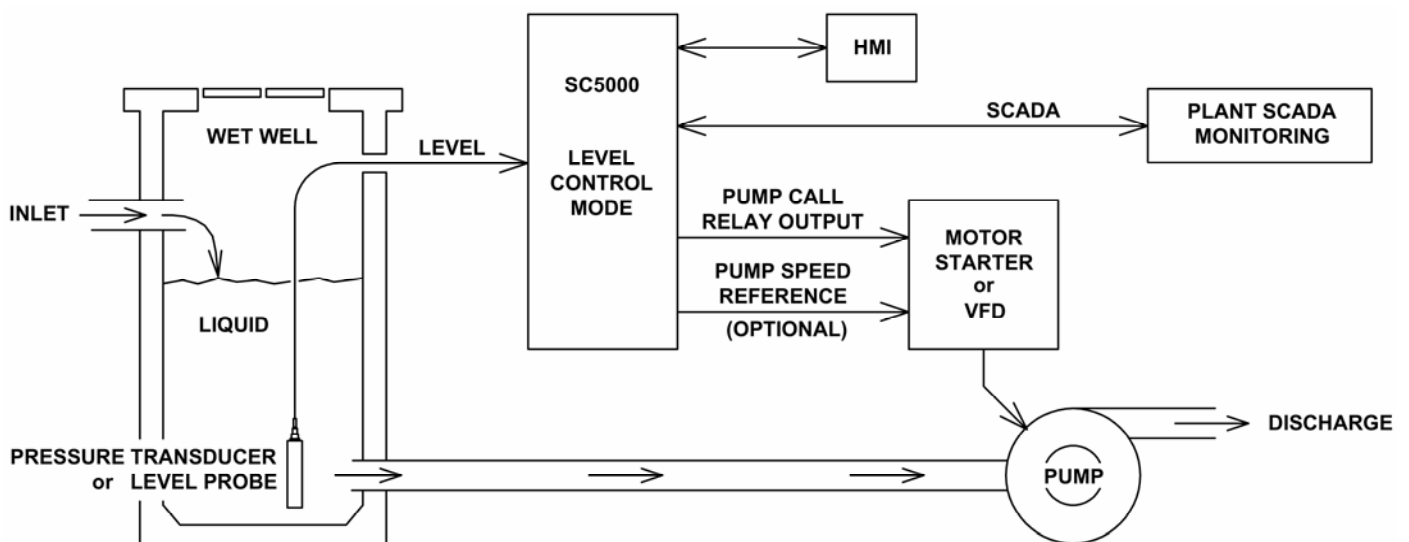 WET WELL
INLET
LIQUID
PRESSURE TRANSDUCER
or LEVEL PROBE
LEVEL
SC5000
LEVEL
CONTROL
MODE
HMI
SCADA
PLANT SCADA
MONITORING
PUMP CALL
RELAY OUTPUT
PUMP SPEED
REFERENCE
(OPTIONAL)
MOTOR
STARTER
or
VFD
PUMP
DISCHARGE